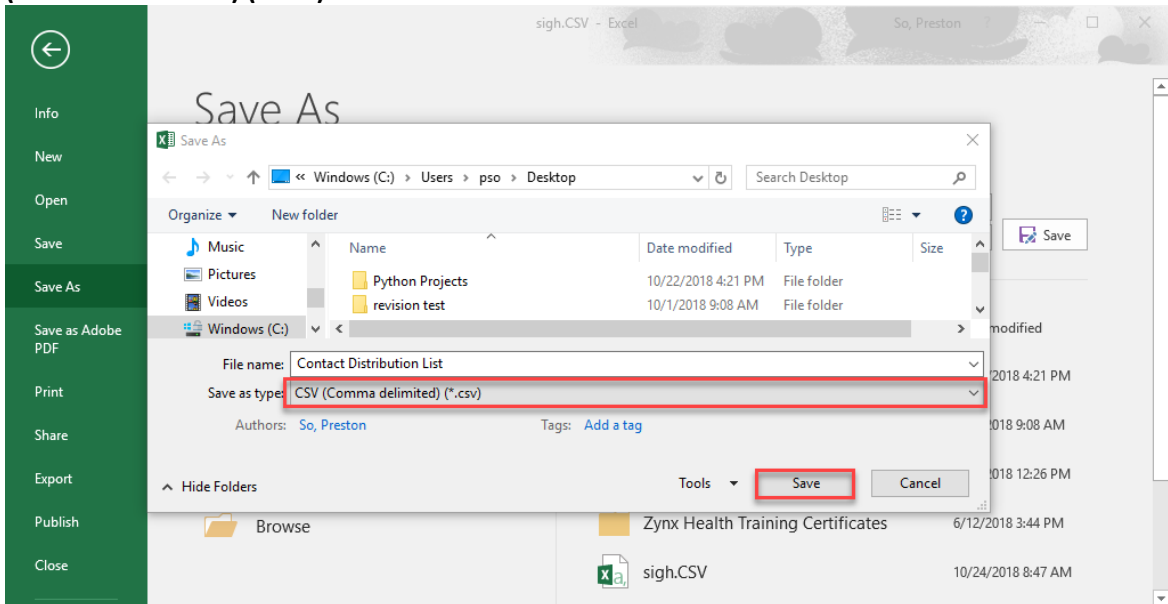 sigh.CSV - Excel
So, Preston
?
Save As
Info
New
Open
Save
Save As
Save as Adobe
PDF
Print
Share
Export
Publish
Close
Save As
« Windows (C:) › Users › pso › Desktop
Search Desktop
Organize
New folder
?
Music
Pictures
Videos
Windows (C:)
Name Date modified Type Size
Python Projects 10/22/2018 4:21 PM File folder
revision test 10/1/2018 9:08 AM File folder
File name: Contact Distribution List
Save as type: CSV (Comma delimited) (*.csv)
Authors: So, Preston Tags: Add a tag
Hide Folders
Tools
Save
Cancel
Save
modified
2018 4:21 PM
018 9:08 AM
018 12:26 PM
Browse
Zynx Health Training Certificates 6/12/2018 3:44 PM
sigh.CSV 10/24/2018 8:47 AM